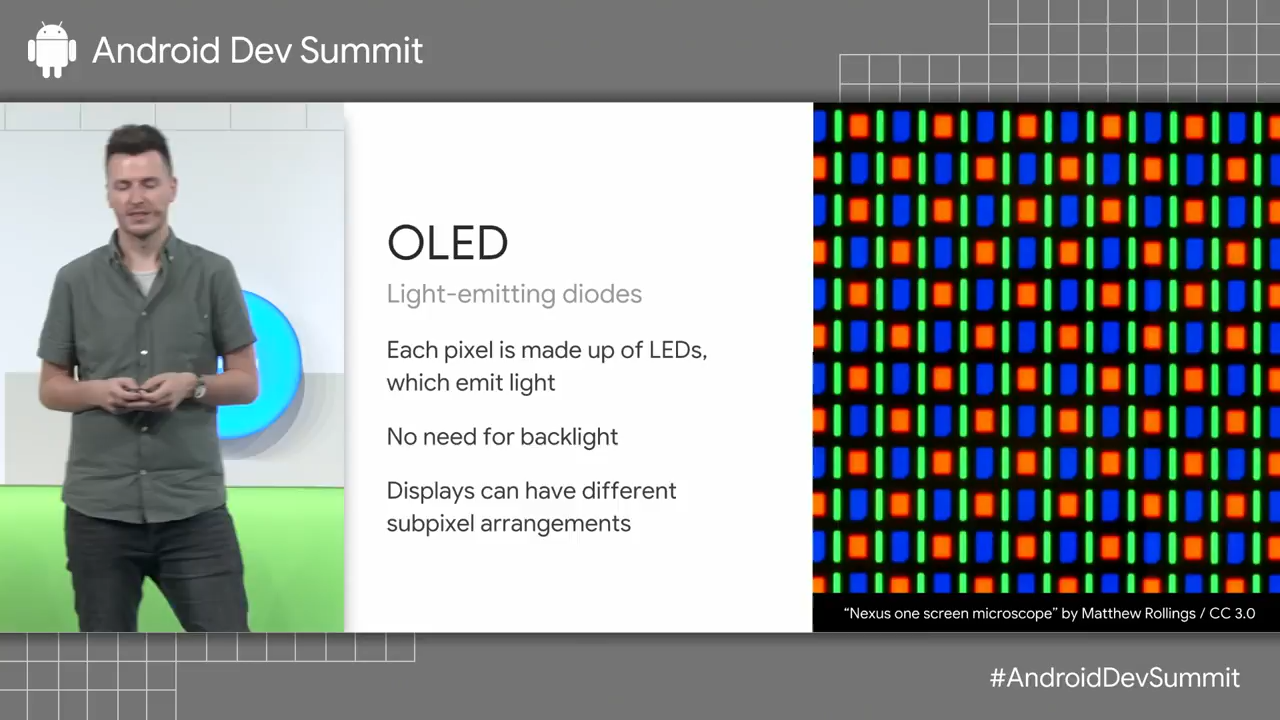 Android Dev Summit
OLED
Light-emitting diodes
Each pixel is made up of LEDs,
which emit light
No need for backlight
Displays can have different
subpixel arrangements
“Nexus one screen microscope” by Matthew Rollings / CC 3.0
#AndroidDevSummit